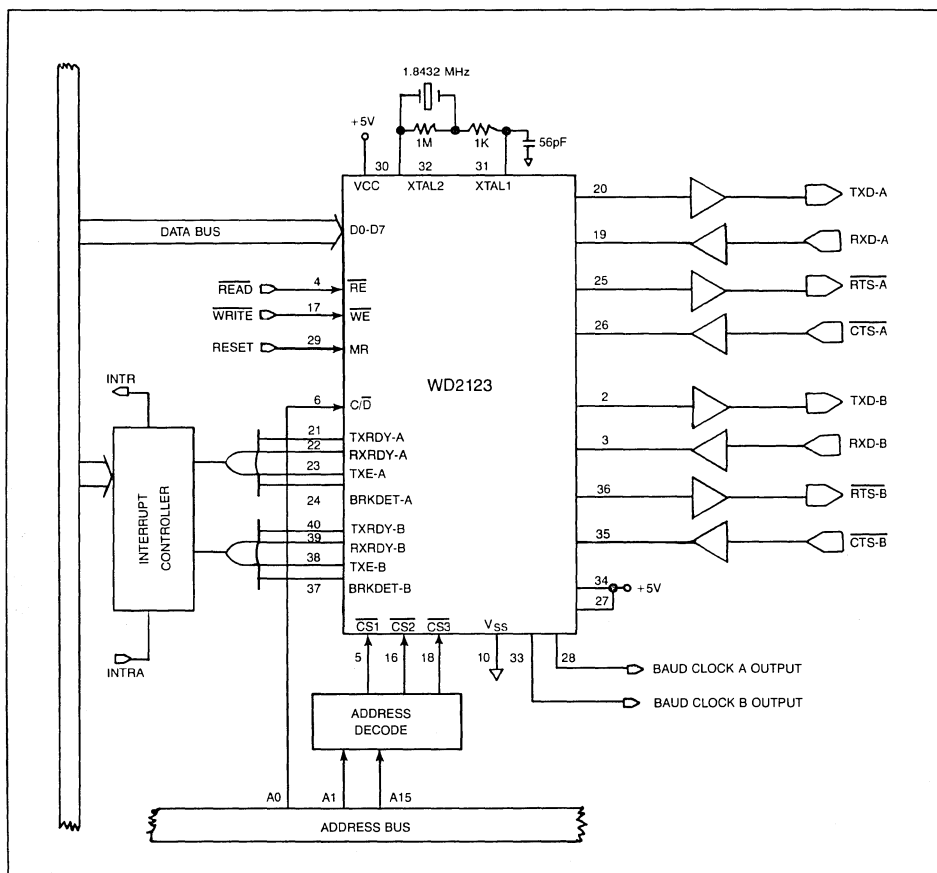 1.8432 MHz
+5V
1M
1K
56pF
30
32
31
VCC
XTAL2
XTAL1
20
TXD-A
DATA BUS
D0-D7
19
RXD-A
READ
4
RE
25
RTS-A
WRITE
17
WE
26
CTS-A
RESET
29
MR
WD2123
INTR
6
C/D
2
TXD-B
21
TXRDY-A
22
RXRDY-A
3
RXD-B
23
TXE-A
24
BRKDET-A
36
RTS-B
INTERRUPT
CONTROLLER
40
TXRDY-B
39
RXRDY-B
35
CTS-B
38
TXE-B
37
BRKDET-B
34
+5V
27
CS1
CS2
CS3
VSS
5
16
18
10
33
28
INTRA
BAUD CLOCK A OUTPUT
BAUD CLOCK B OUTPUT
ADDRESS
DECODE
A0
A1
A15
ADDRESS BUS